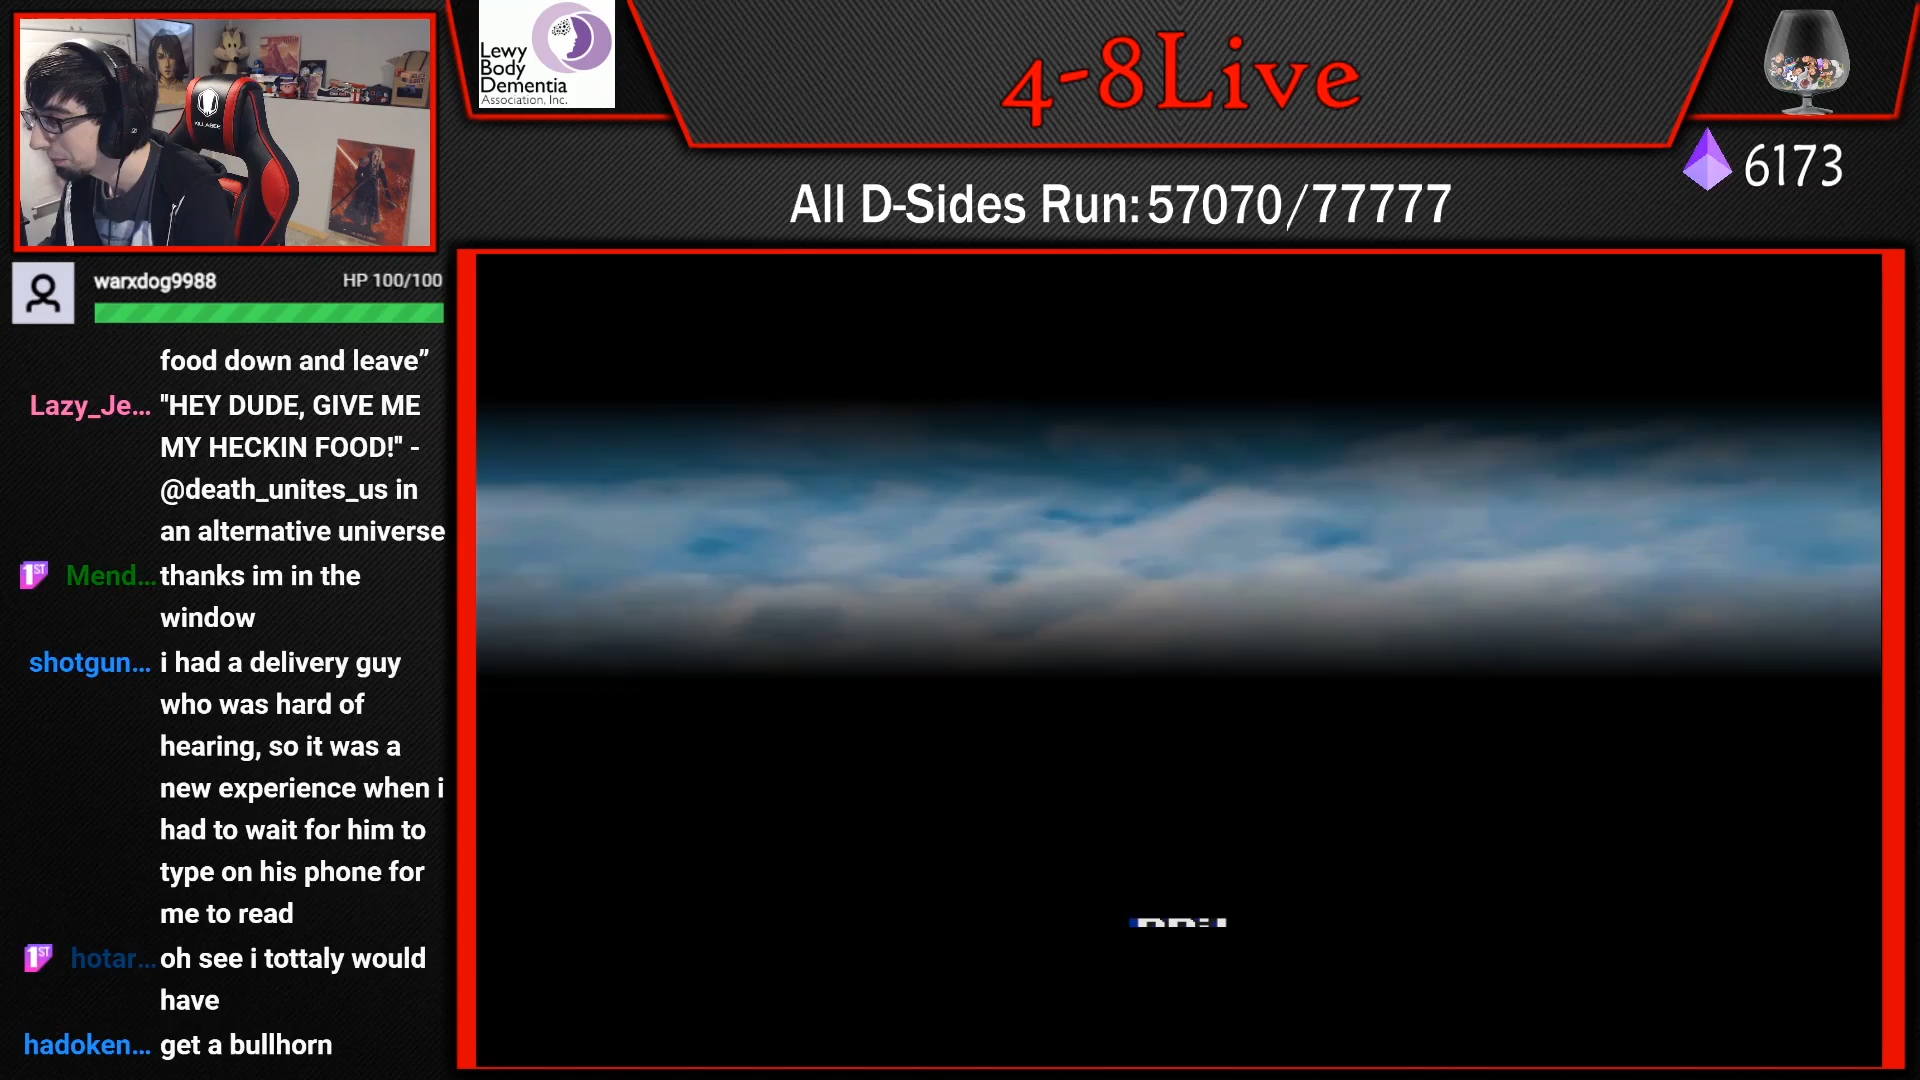 Lewy
Body
Dementia
Association, Inc.
4-8Live
6173
All D-Sides Run:57070/77777
warxdog9988
HP 100/100
food down and leave”
Lazy_Je... "HEY DUDE, GIVE ME
MY HECKIN FOOD!" -
@death_unites_us in
an alternative universe
1ST Mend... thanks im in the
window
shotgun... i had a delivery guy
who was hard of
hearing, so it was a
new experience when i
had to wait for him to
type on his phone for
me to read
1ST hotar... oh see i tottaly would
have
hadoken... get a bullhorn